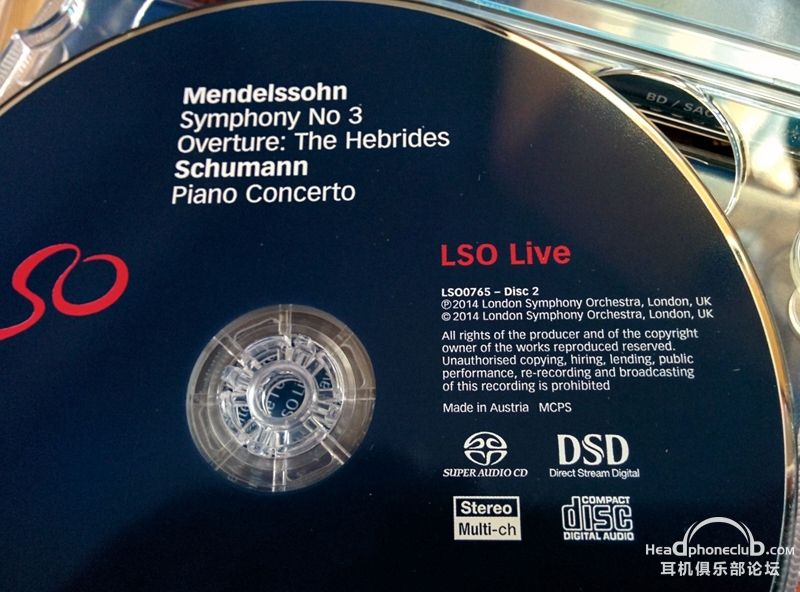 Mendelssohn
Symphony No 3
Overture: The Hebrides
Schumann
Piano Concerto
BD / SAC
LSO
LSO Live
LSO0765 – Disc 2
℗2014 London Symphony Orchestra, London, UK
©2014 London Symphony Orchestra, London, UK
All rights of the producer and of the copyright
owner of the works reproduced reserved.
Unauthorised copying, hiring, lending, public
performance, re-recording and broadcasting
of this recording is prohibited
Made in Austria MCPS
SUPER AUDIO CD
DSD
Direct Stream Digital
Stereo
Multi-ch
COMPACT
disc
DIGITAL AUDIO
Headphoneclub.com
耳机俱乐部论坛